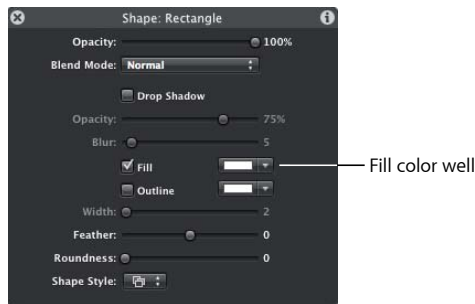 Shape: Rectangle
Opacity: 100%
Blend Mode: Normal
Drop Shadow
Opacity: 75%
Blur: 5
Fill
Fill color well
Outline
Width: 2
Feather: 0
Roundness: 0
Shape Style: